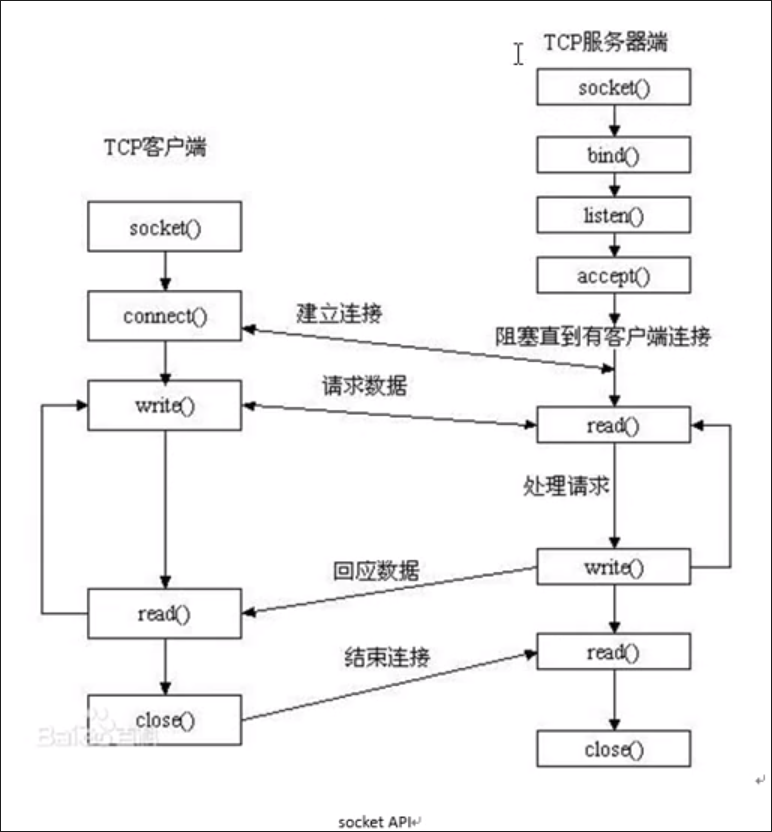 TCP服务器端
socket()
bind()
listen()
accept()
阻塞直到有客户端连接
read()
处理请求
write()
read()
close()
TCP客户端
socket()
connect()
write()
read()
close()
建立连接
请求数据
回应数据
结束连接
Baidu百科
socket API